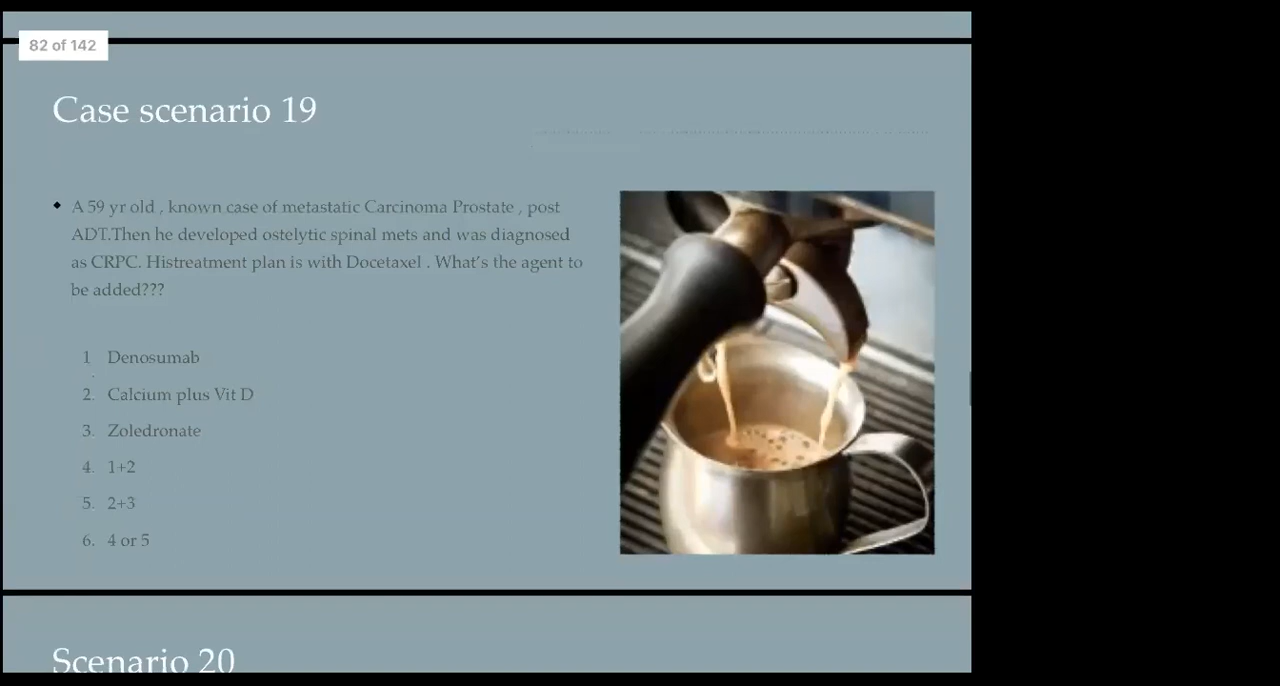 82 of 142
Case scenario 19
A 59 yr old , known case of metastatic Carcinoma Prostate , post
ADT.Then he developed ostelytic spinal mets and was diagnosed
as CRPC. Histreatment plan is with Docetaxel . What's the agent to
be added???
1. Denosumab
2. Calcium plus Vit D
3. Zoledronate
4. 1+2
5. 2+3
6. 4 or 5
Scenario 20